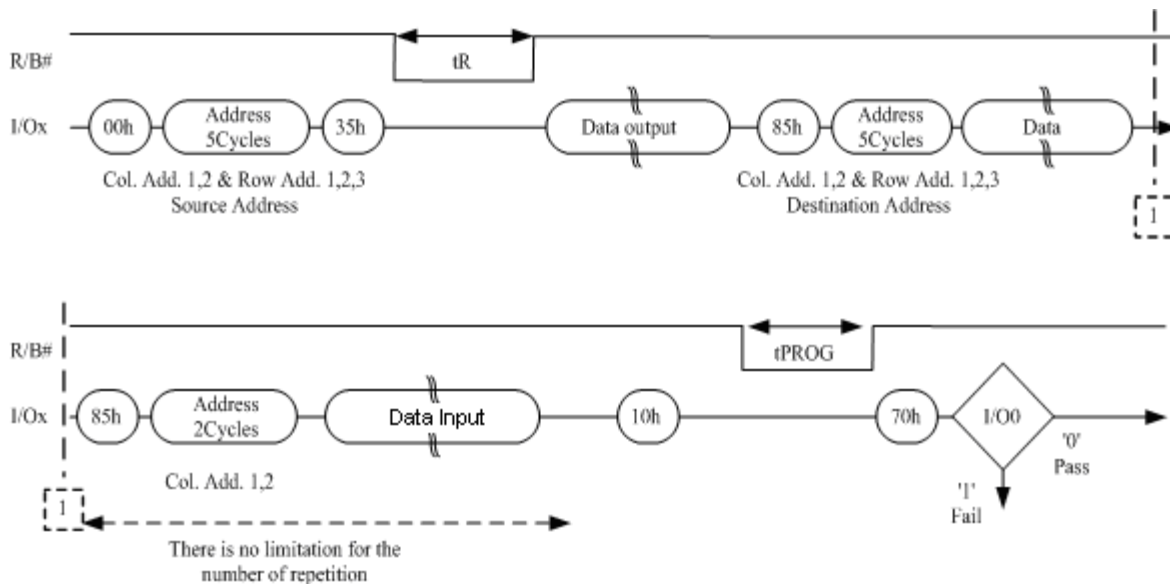 R/B#
tR
I/Ox
00h
Address
5Cycles
35h
Data output
85h
Address
5Cycles
Data
Col. Add. 1,2 & Row Add. 1,2,3
Source Address
Col. Add. 1,2 & Row Add. 1,2,3
Destination Address
1
R/B#
tPROG
I/Ox
85h
Address
2Cycles
Data Input
10h
70h
I/O0
'0'
Pass
Col. Add. 1,2
'1'
Fail
1
There is no limitation for the
number of repetition